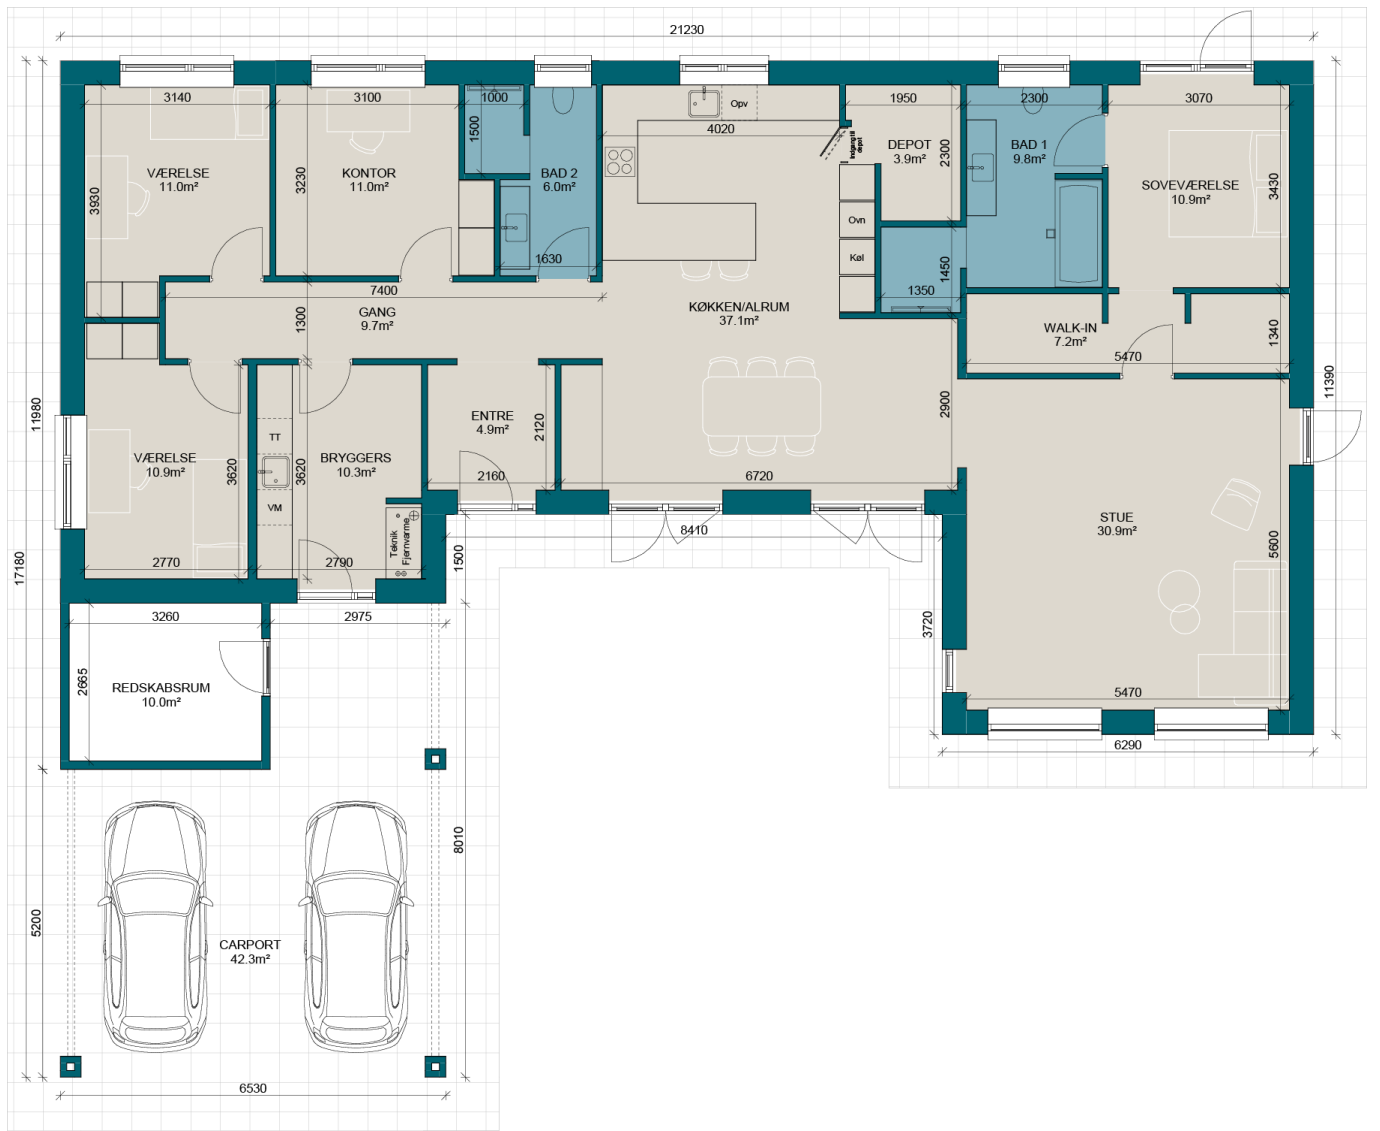 21230
3140
3100
1000
4020
1950
2300
3070
Opv
1500
Indgang til
depot
DEPOT
3.9m²
2300
BAD 1
9.8m²
VÆRELSE
11.0m²
3930
KONTOR
11.0m²
3230
BAD 2
6.0m²
SOVEVÆRELSE
10.9m²
3430
Ovn
Køl
1630
1450
1350
7400
GANG
9.7m²
1300
KØKKEN/ALRUM
37.1m²
WALK-IN
7.2m²
1340
5470
11980
17180
11390
ENTRE
4.9m²
2120
2900
TT
VM
VÆRELSE
10.9m²
3620
BRYGGERS
10.3m²
3620
2160
6720
STUE
30.9m²
5600
8410
Teknik
Fjernvarme
2770
2790
1500
3260
2975
3720
REDSKABSRUM
10.0m²
2665
5470
6290
8010
5200
CARPORT
42.3m²
6530